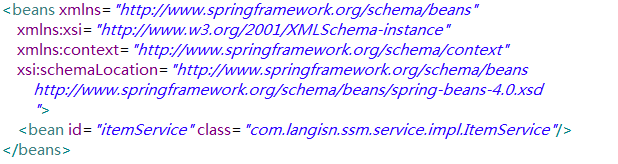 <beans xmlns="http://www.springframework.org/schema/beans"
xmlns:xsi="http://www.w3.org/2001/XMLSchema-instance"
xmlns:context="http://www.springframework.org/schema/context"
xsi:schemaLocation="http://www.springframework.org/schema/beans
http://www.springframework.org/schema/beans/spring-beans-4.0.xsd
">
<bean id="itemService" class="com.langisn.ssm.service.impl.ItemService"/>
</beans>